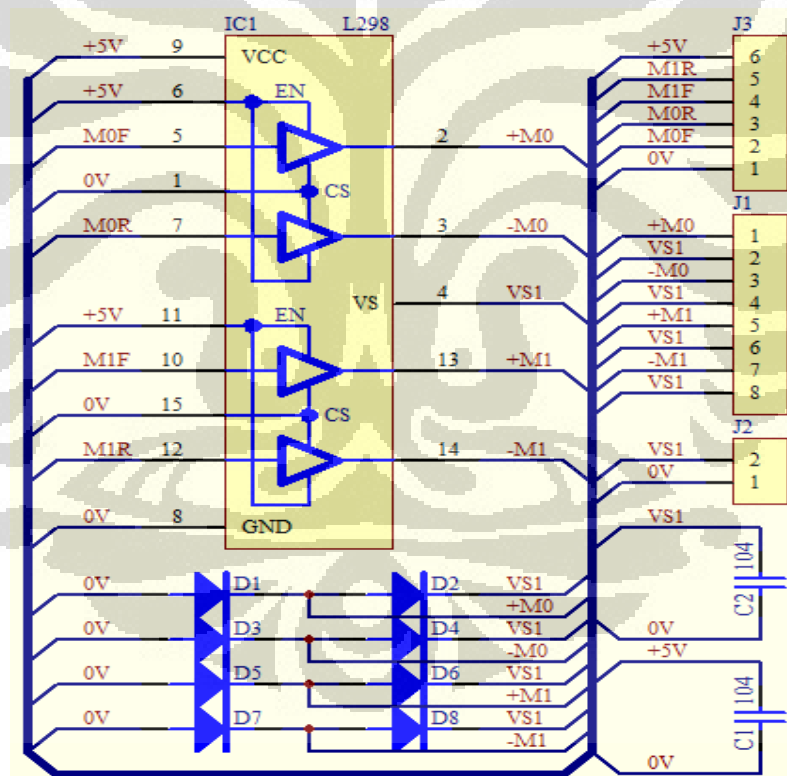 IC1 L298
J3
+5V 9 VCC +5V 6
+5V 6 EN M1R 5
M1F 4
M0F 5 2 +M0 M0R 3
M0F 2
0V 1 CS 0V 1
J1
M0R 7 3 -M0 +M0 1
VS1 2
-M0 3
VS 4 VS1 VS1 4
+5V 11 EN +M1 5
VS1 6
M1F 10 13 +M1 -M1 7
VS1 8
0V 15 CS
J2
M1R 12 14 -M1 VS1 2
0V 1
0V 8 GND VS1
104
C2
0V D1 D2 VS1
+M0
0V D3 D4 VS1 0V
-M0 +5V
0V D5 D6 VS1
+M1 104
C1
0V D7 D8 VS1
-M1
0V